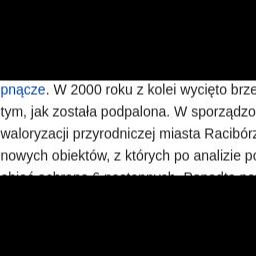 pnącze. W 2000 roku z kolei wycięto brze
tym, jak została podpalona. W sporządzo
waloryzacji przyrodniczej miasta Racibórz
nowych obiektów, z których po analizie po